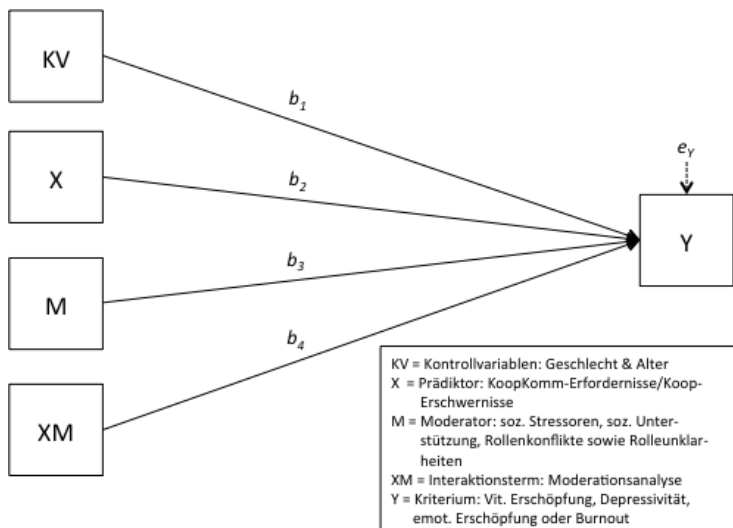 KV
b1
X
b2
eY
Y
M
b3
b4
XM
KV = Kontrollvariablen: Geschlecht & Alter
X = Prädiktor: KoopKomm-Erfordernisse/Koop-
Erschwernisse
M = Moderator: soz. Stressoren, soz. Unter-
stützung, Rollenkonflikte sowie Rolleunklar-
heiten
XM = Interaktionsterm: Moderationsanalyse
Y = Kriterium: Vit. Erschöpfung, Depressivität,
emot. Erschöpfung oder Burnout